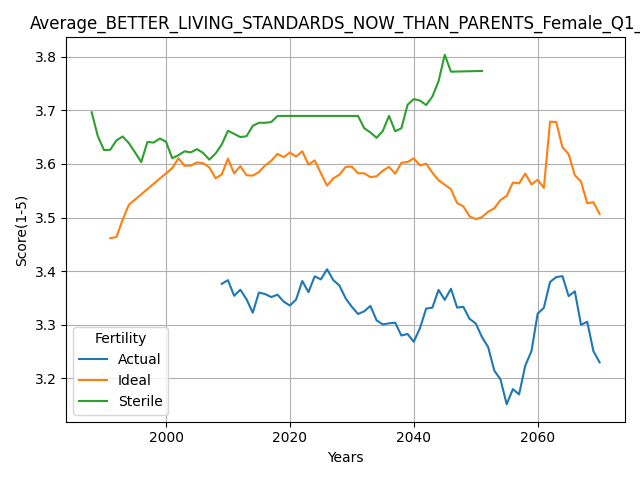 Average_BETTER_LIVING_STANDARDS_NOW_THAN_PARENTS_Female_Q1_
3.8
3.7
3.6
3.5
3.4
3.3
3.2
Score(1-5)
Fertility
Actual
Ideal
Sterile
2000 2020 2040 2060
Years